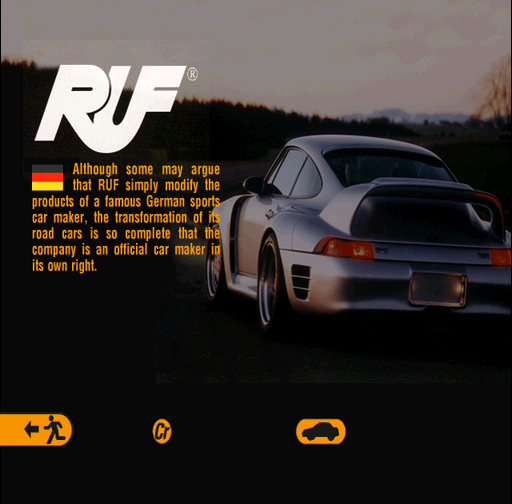 RUF®
Although some may argue
that RUF simply modify the
products of a famous German sports
car maker, the transformation of its
road cars is so complete that the
company is an official car maker in
its own right.
Cr